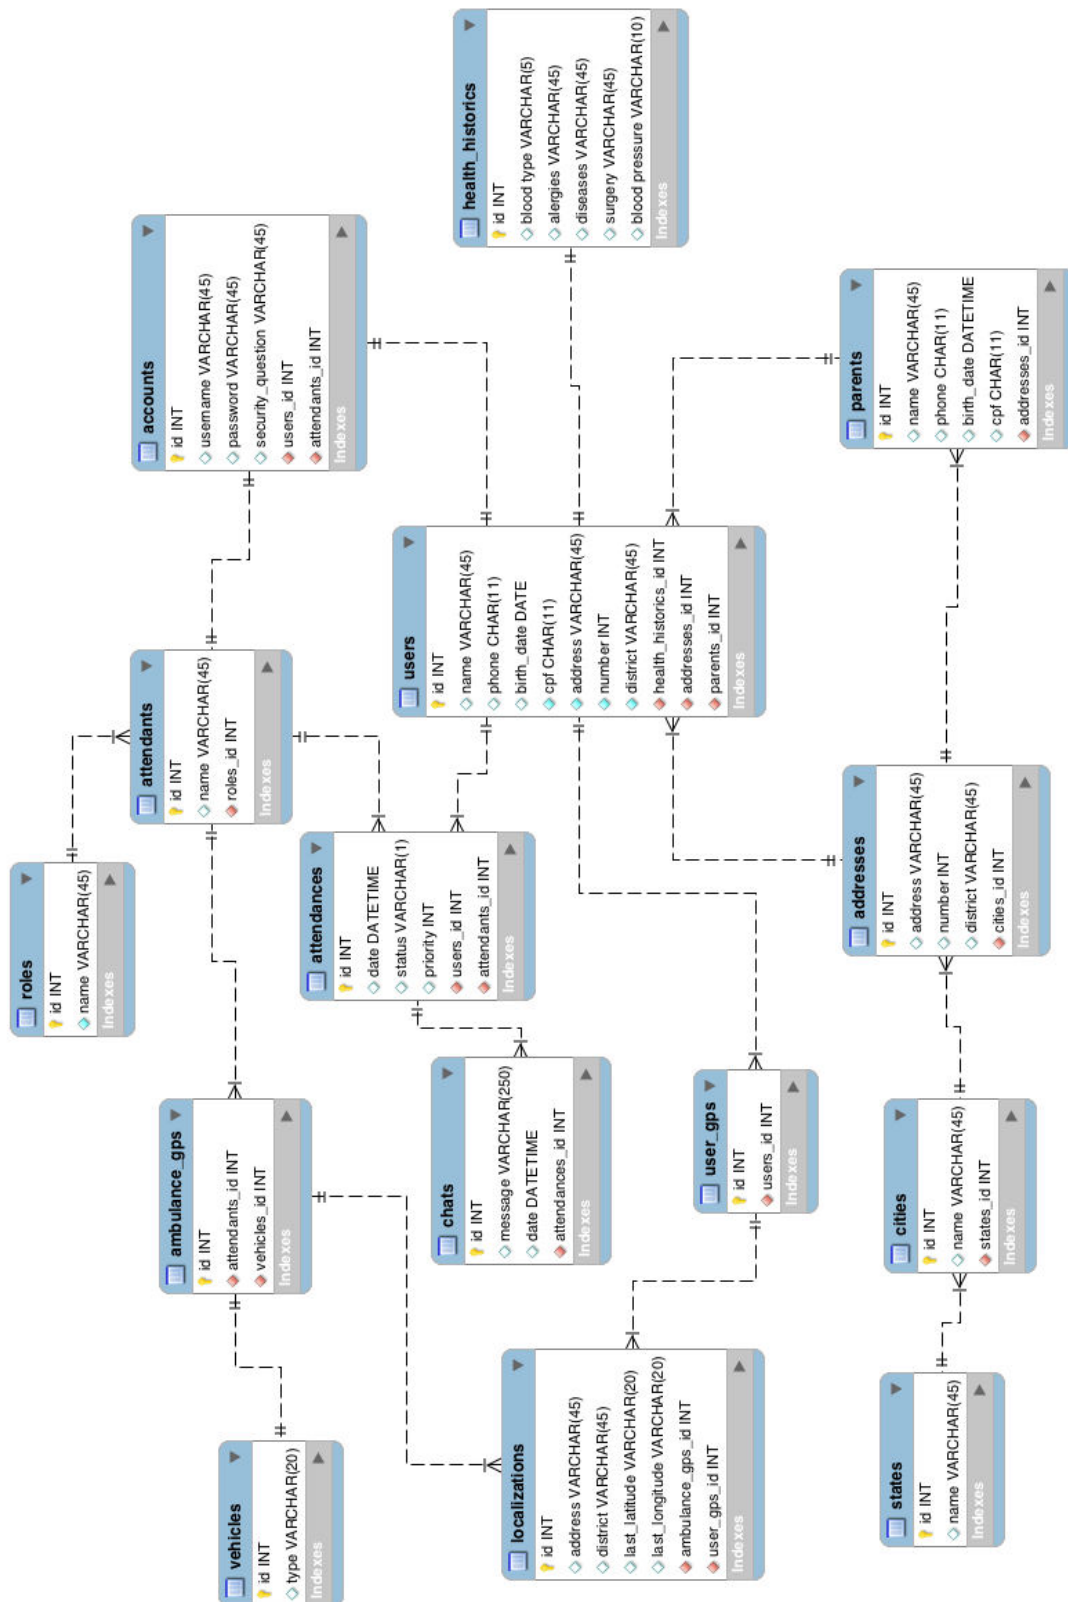 roles
id INT
name VARCHAR(45)
Indexes
attendants
id INT
name VARCHAR(45)
roles_id INT
Indexes
accounts
id INT
username VARCHAR(45)
password VARCHAR(45)
security_question VARCHAR(45)
users_id INT
attendants_id INT
Indexes
vehicles
id INT
type VARCHAR(20)
Indexes
ambulance_gps
id INT
attendants_id INT
vehicles_id INT
Indexes
attendances
id INT
date DATETIME
status VARCHAR(1)
priority INT
users_id INT
attendants_id INT
Indexes
users
id INT
name VARCHAR(45)
phone CHAR(11)
birth_date DATE
cpf CHAR(11)
address VARCHAR(45)
number INT
district VARCHAR(45)
health_historics_id INT
addresses_id INT
parents_id INT
Indexes
health_historics
id INT
blood type VARCHAR(5)
alergies VARCHAR(45)
diseases VARCHAR(45)
surgery VARCHAR(45)
blood pressure VARCHAR(10)
Indexes
chats
id INT
message VARCHAR(250)
date DATETIME
attendances_id INT
Indexes
localizations
id INT
address VARCHAR(45)
district VARCHAR(45)
last_latitude VARCHAR(20)
last_longitude VARCHAR(20)
ambulance_gps_id INT
user_gps_id INT
Indexes
user_gps
id INT
users_id INT
Indexes
states
id INT
name VARCHAR(45)
Indexes
cities
id INT
name VARCHAR(45)
states_id INT
Indexes
addresses
id INT
address VARCHAR(45)
number INT
district VARCHAR(45)
cities_id INT
Indexes
parents
id INT
name VARCHAR(45)
phone CHAR(11)
birth_date DATETIME
cpf CHAR(11)
addresses_id INT
Indexes